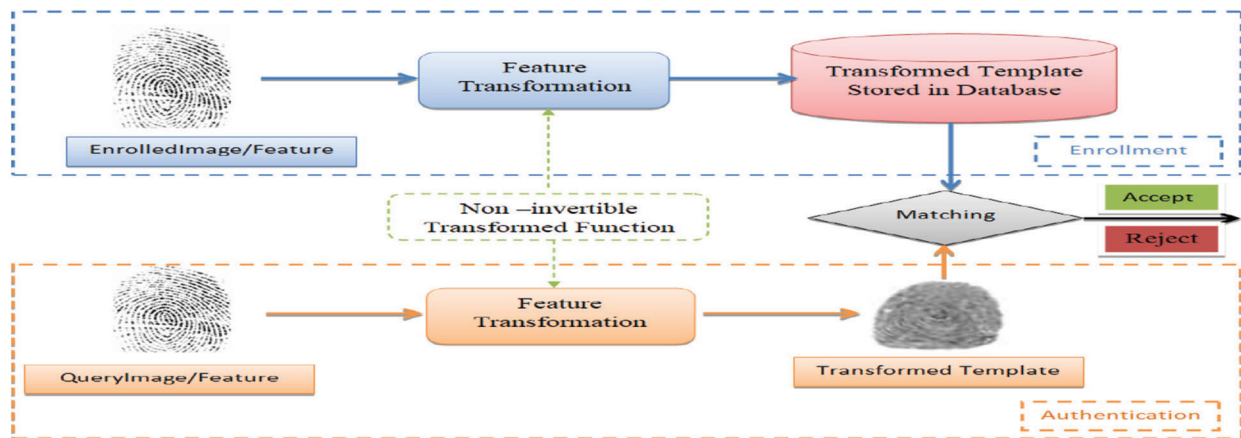 Feature
Transformation
Transformed Template
Stored in Database
EnrolledImage/Feature
Enrollment
Non –invertible
Transformed Function
Matching
Accept
Reject
Feature
Transformation
QueryImage/Feature
Transformed Template
Authentication